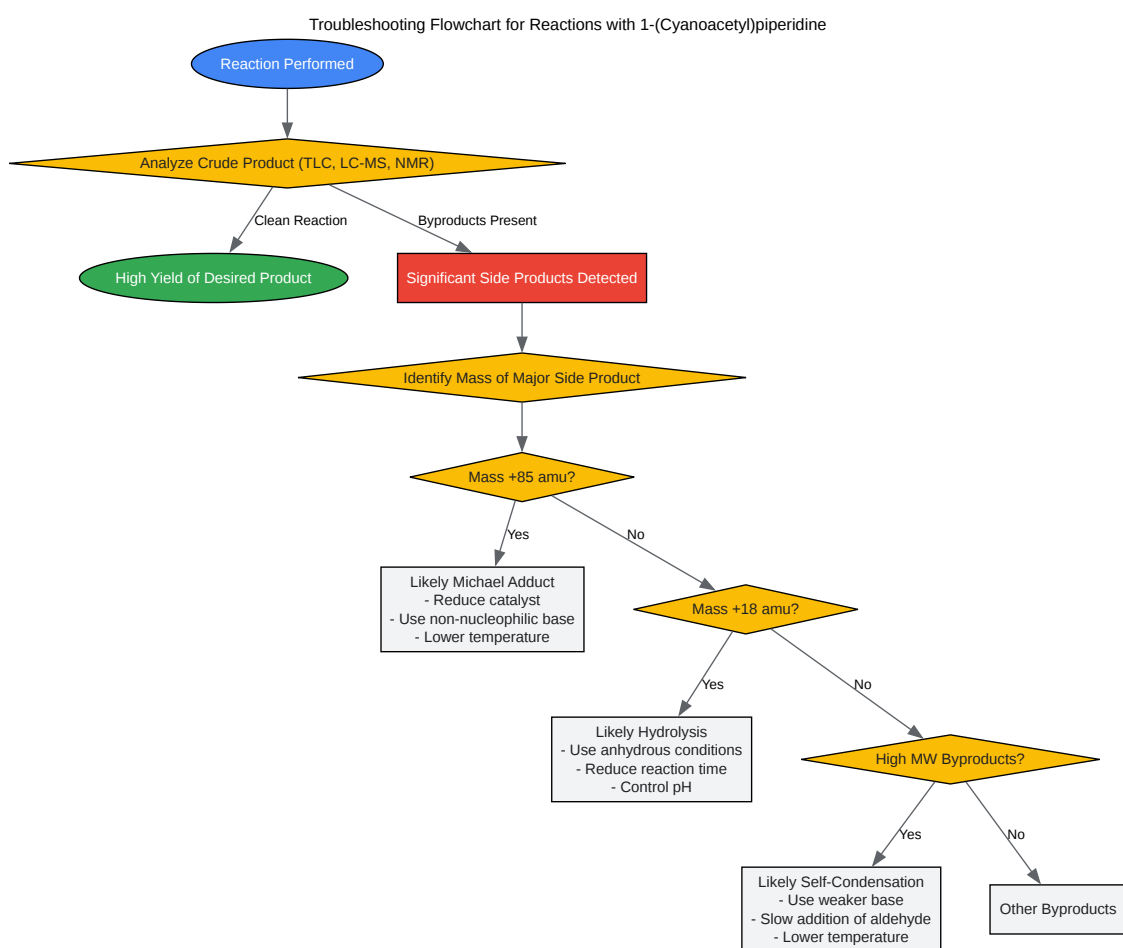 Troubleshooting Flowchart for Reactions with 1-(Cyanoacetyl)piperidine
Reaction Performed
Analyze Crude Product (TLC, LC-MS, NMR)
Clean Reaction
Byproducts Present
High Yield of Desired Product
Significant Side Products Detected
Identify Mass of Major Side Product
Mass +85 amu?
Yes
No
Likely Michael Adduct
- Reduce catalyst
- Use non-nucleophilic base
- Lower temperature
Mass +18 amu?
Yes
No
Likely Hydrolysis
- Use anhydrous conditions
- Reduce reaction time
- Control pH
High MW Byproducts?
Yes
No
Likely Self-Condensation
- Use weaker base
- Slow addition of aldehyde
- Lower temperature
Other Byproducts